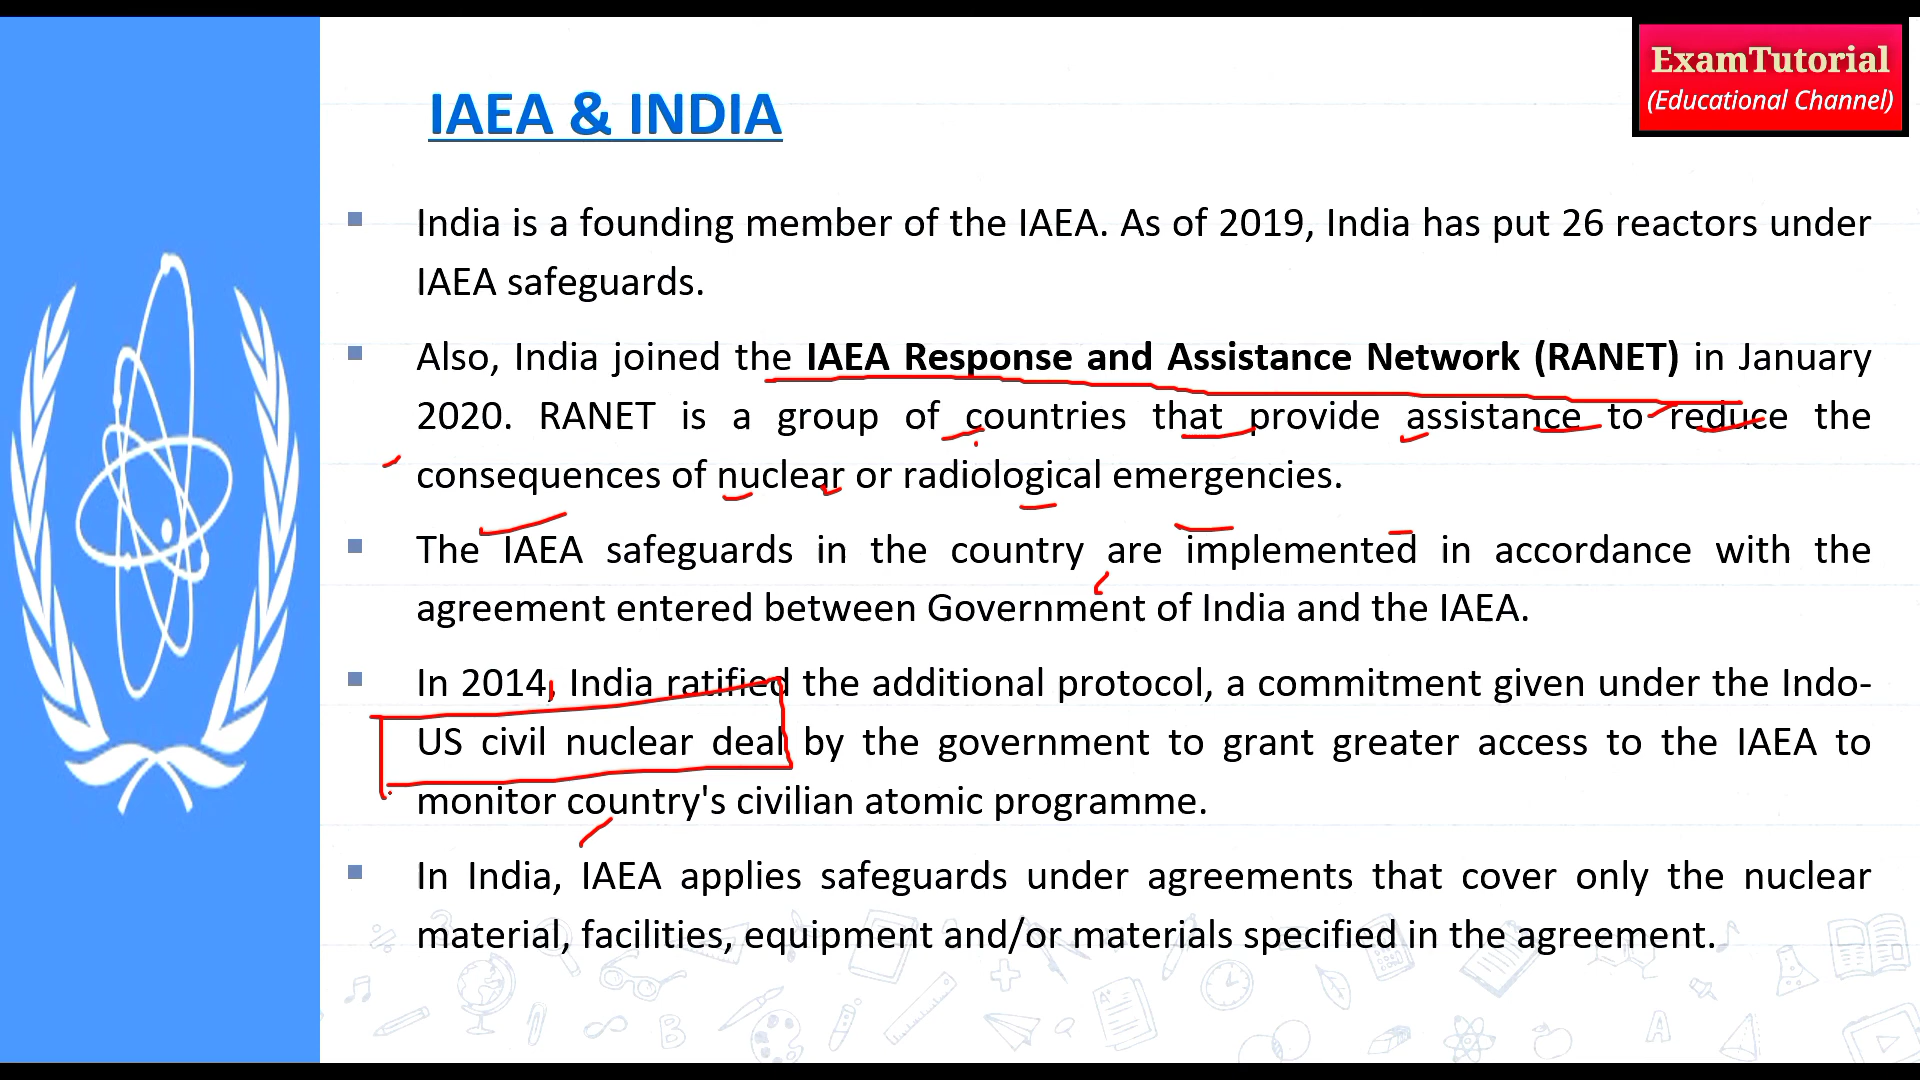 ExamTutorial
(Educational Channel)
IAEA & INDIA
India is a founding member of the IAEA. As of 2019, India has put 26 reactors under
IAEA safeguards.
Also, India joined the IAEA Response and Assistance Network (RANET) in January
2020. RANET is a group of countries that provide assistance to reduce the
consequences of nuclear or radiological emergencies.
The IAEA safeguards in the country are implemented in accordance with the
agreement entered between Government of India and the IAEA.
In 2014, India ratified the additional protocol, a commitment given under the Indo-
US civil nuclear deal by the government to grant greater access to the IAEA to
monitor country's civilian atomic programme.
In India, IAEA applies safeguards under agreements that cover only the nuclear
material, facilities, equipment and/or materials specified in the agreement.